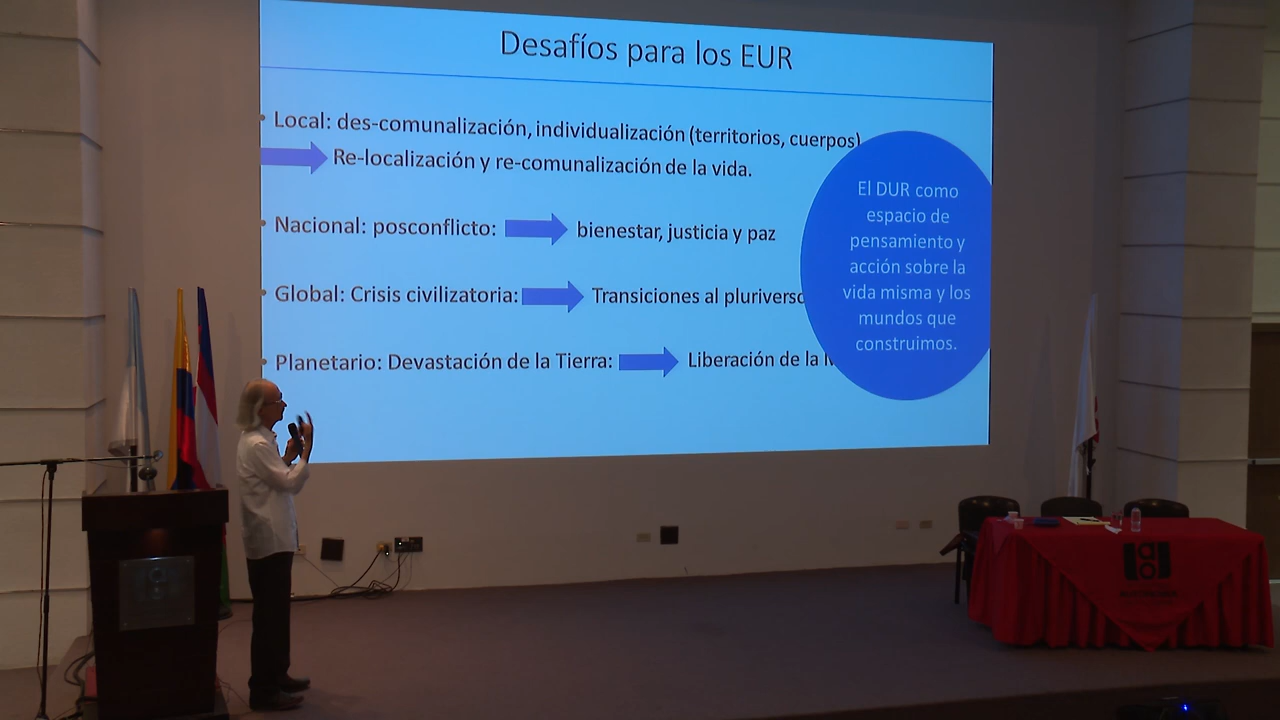 Desafíos para los EUR
• Local: des-comunalización, individualización (territorios, cuerpos)
Re-localización y re-comunalización de la vida.
• Nacional: posconflicto: bienestar, justicia y paz
• Global: Crisis civilizatoria: Transiciones al pluriverso
• Planetario: Devastación de la Tierra: Liberación de la
El DUR como
espacio de
pensamiento y
acción sobre la
vida misma y los
mundos que
construimos.